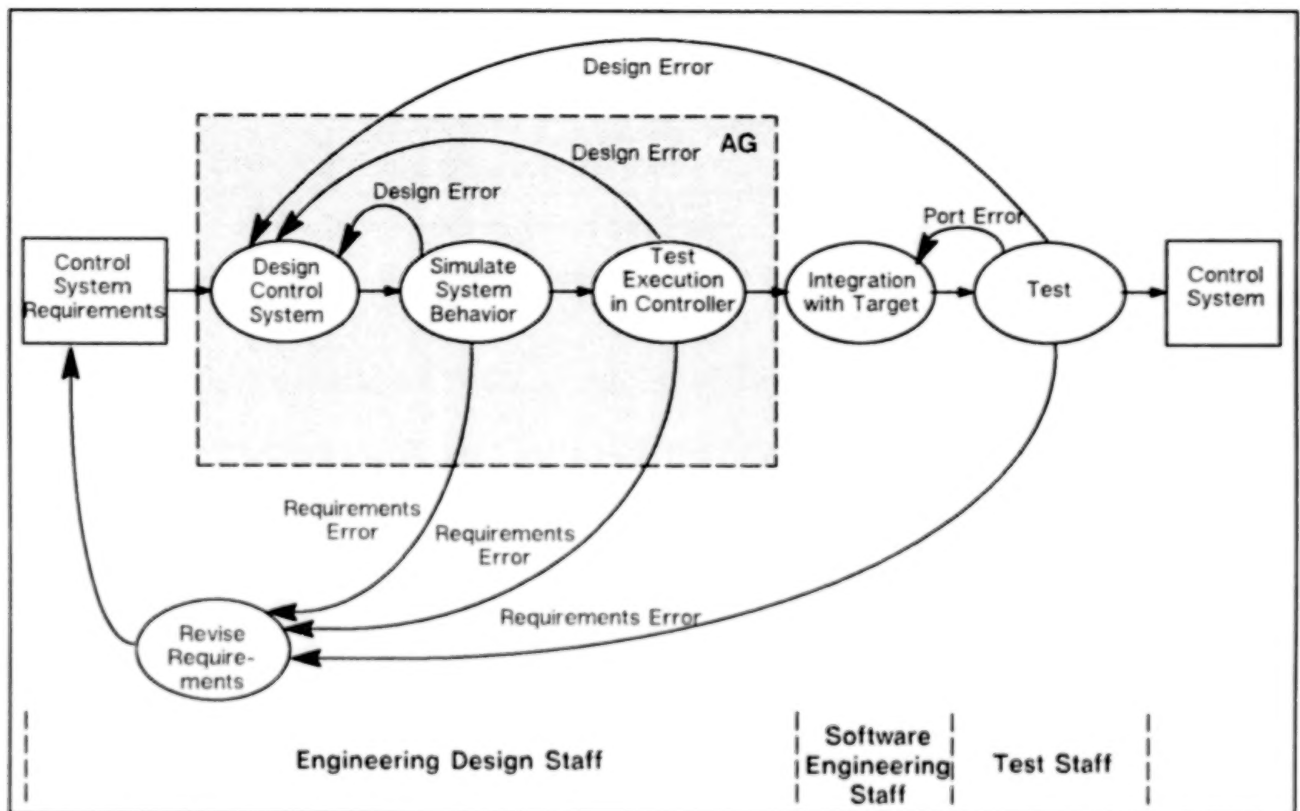 Design Error
AG
Design Error
Design Error
Port Error
Control
System
Requirements
Design
Control
System
Simulate
System
Behavior
Test
Execution
in Controller
Integration
with Target
Test
Control
System
Requirements
Error
Requirements
Error
Requirements Error
Revise
Require-
ments
Engineering Design Staff
Software
Engineering
Staff
Test Staff